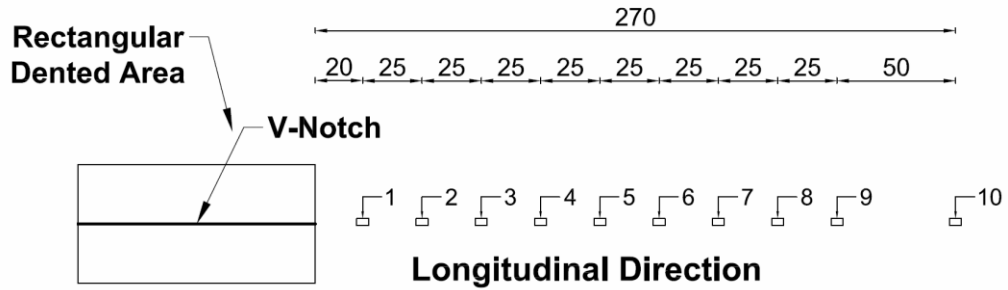 270
Rectangular
Dented Area
20 25 25 25 25 25 25 25 25 50
V-Notch
1 2 3 4 5 6 7 8 9 10
Longitudinal Direction